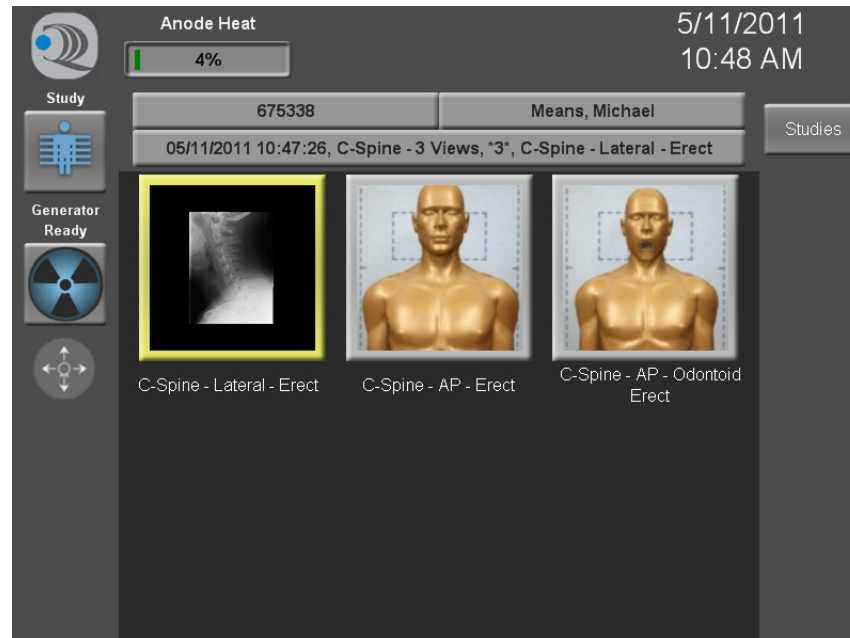 Anode Heat
4%
5/11/2011
10:48 AM
Study
675338
Means, Michael
Studies
05/11/2011 10:47:26, C-Spine - 3 Views, *3*, C-Spine - Lateral - Erect
Generator
Ready
C-Spine - Lateral - Erect
C-Spine - AP - Erect
C-Spine - AP - Odontoid
Erect